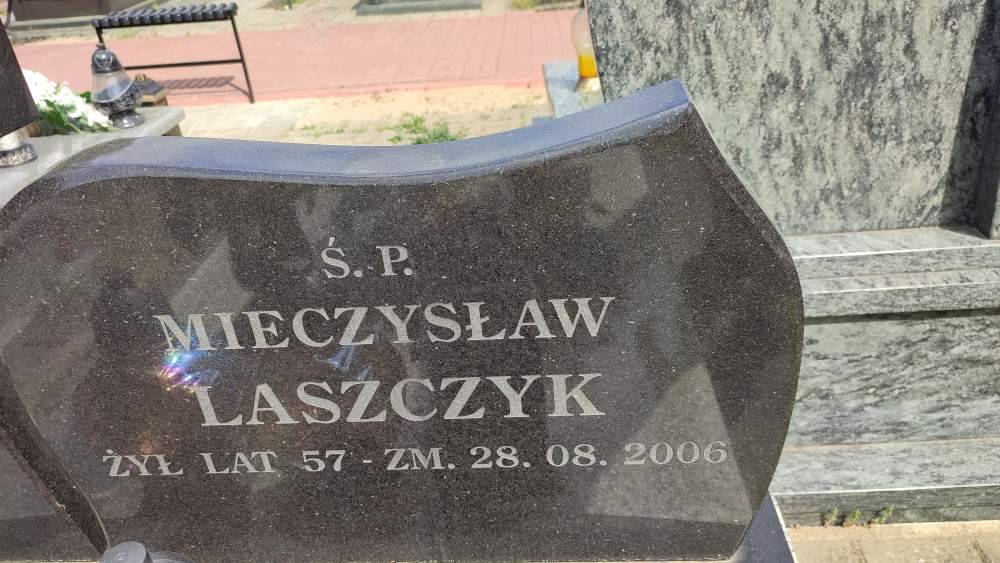 Ś. P.
MIECZYSŁAW
LASZCZYK
ŻYŁ LAT 57 - ZM. 28. 08. 2006